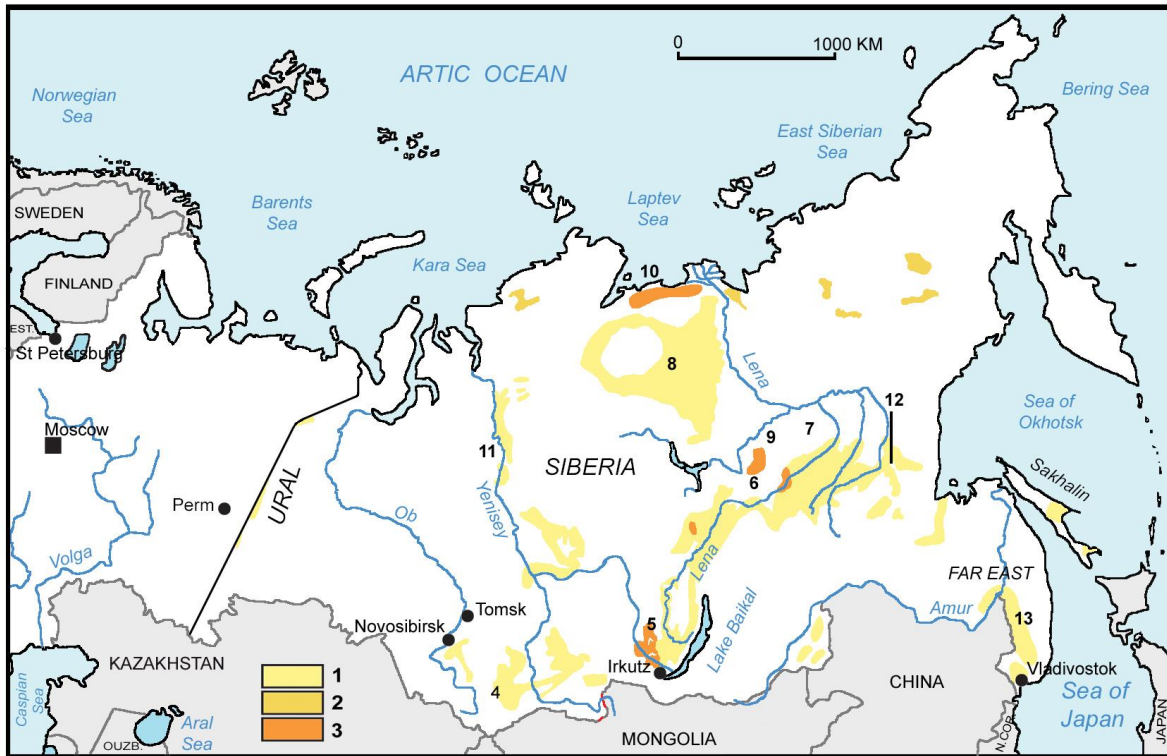 0
1000 KM
ARTIC OCEAN
Norwegian
Sea
Bering Sea
East Siberian
Sea
Barents
Sea
Laptev
Sea
SWEDEN
Kara Sea
10
FINLAND
EST.
St Petersburg
8
Lena
Sea of
Okhotsk
12
Moscow
9
7
11
SIBERIA
6
URAL
Perm
Ob
Yenisey
Sakhalin
Volga
Lena
FAR EAST
Amur
Tomsk
5
Lake Baikal
13
Novosibirsk
Irkutz
KAZAKHSTAN
1
4
CHINA
Vladivostok
Caspian
Sea
2
Sea of
Japan
Aral
Sea
3
OUZB.
MONGOLIA
N.COR.
JAPAN